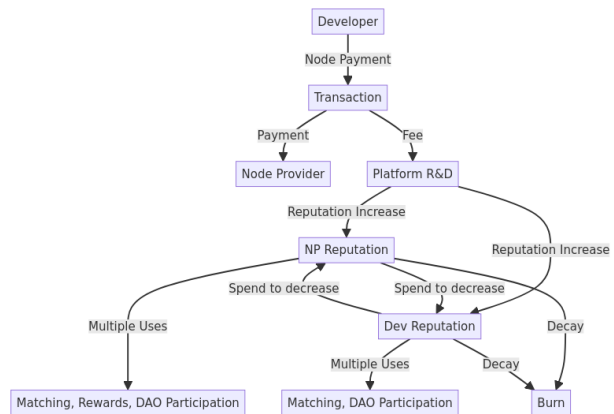 Developer
Node Payment
Transaction
Payment
Fee
Node Provider
Platform R&D
Reputation Increase
NP Reputation
Reputation Increase
Spend to decrease
Spend to decrease
Multiple Uses
Dev Reputation
Decay
Multiple Uses
Decay
Matching, Rewards, DAO Participation
Matching, DAO Participation
Burn